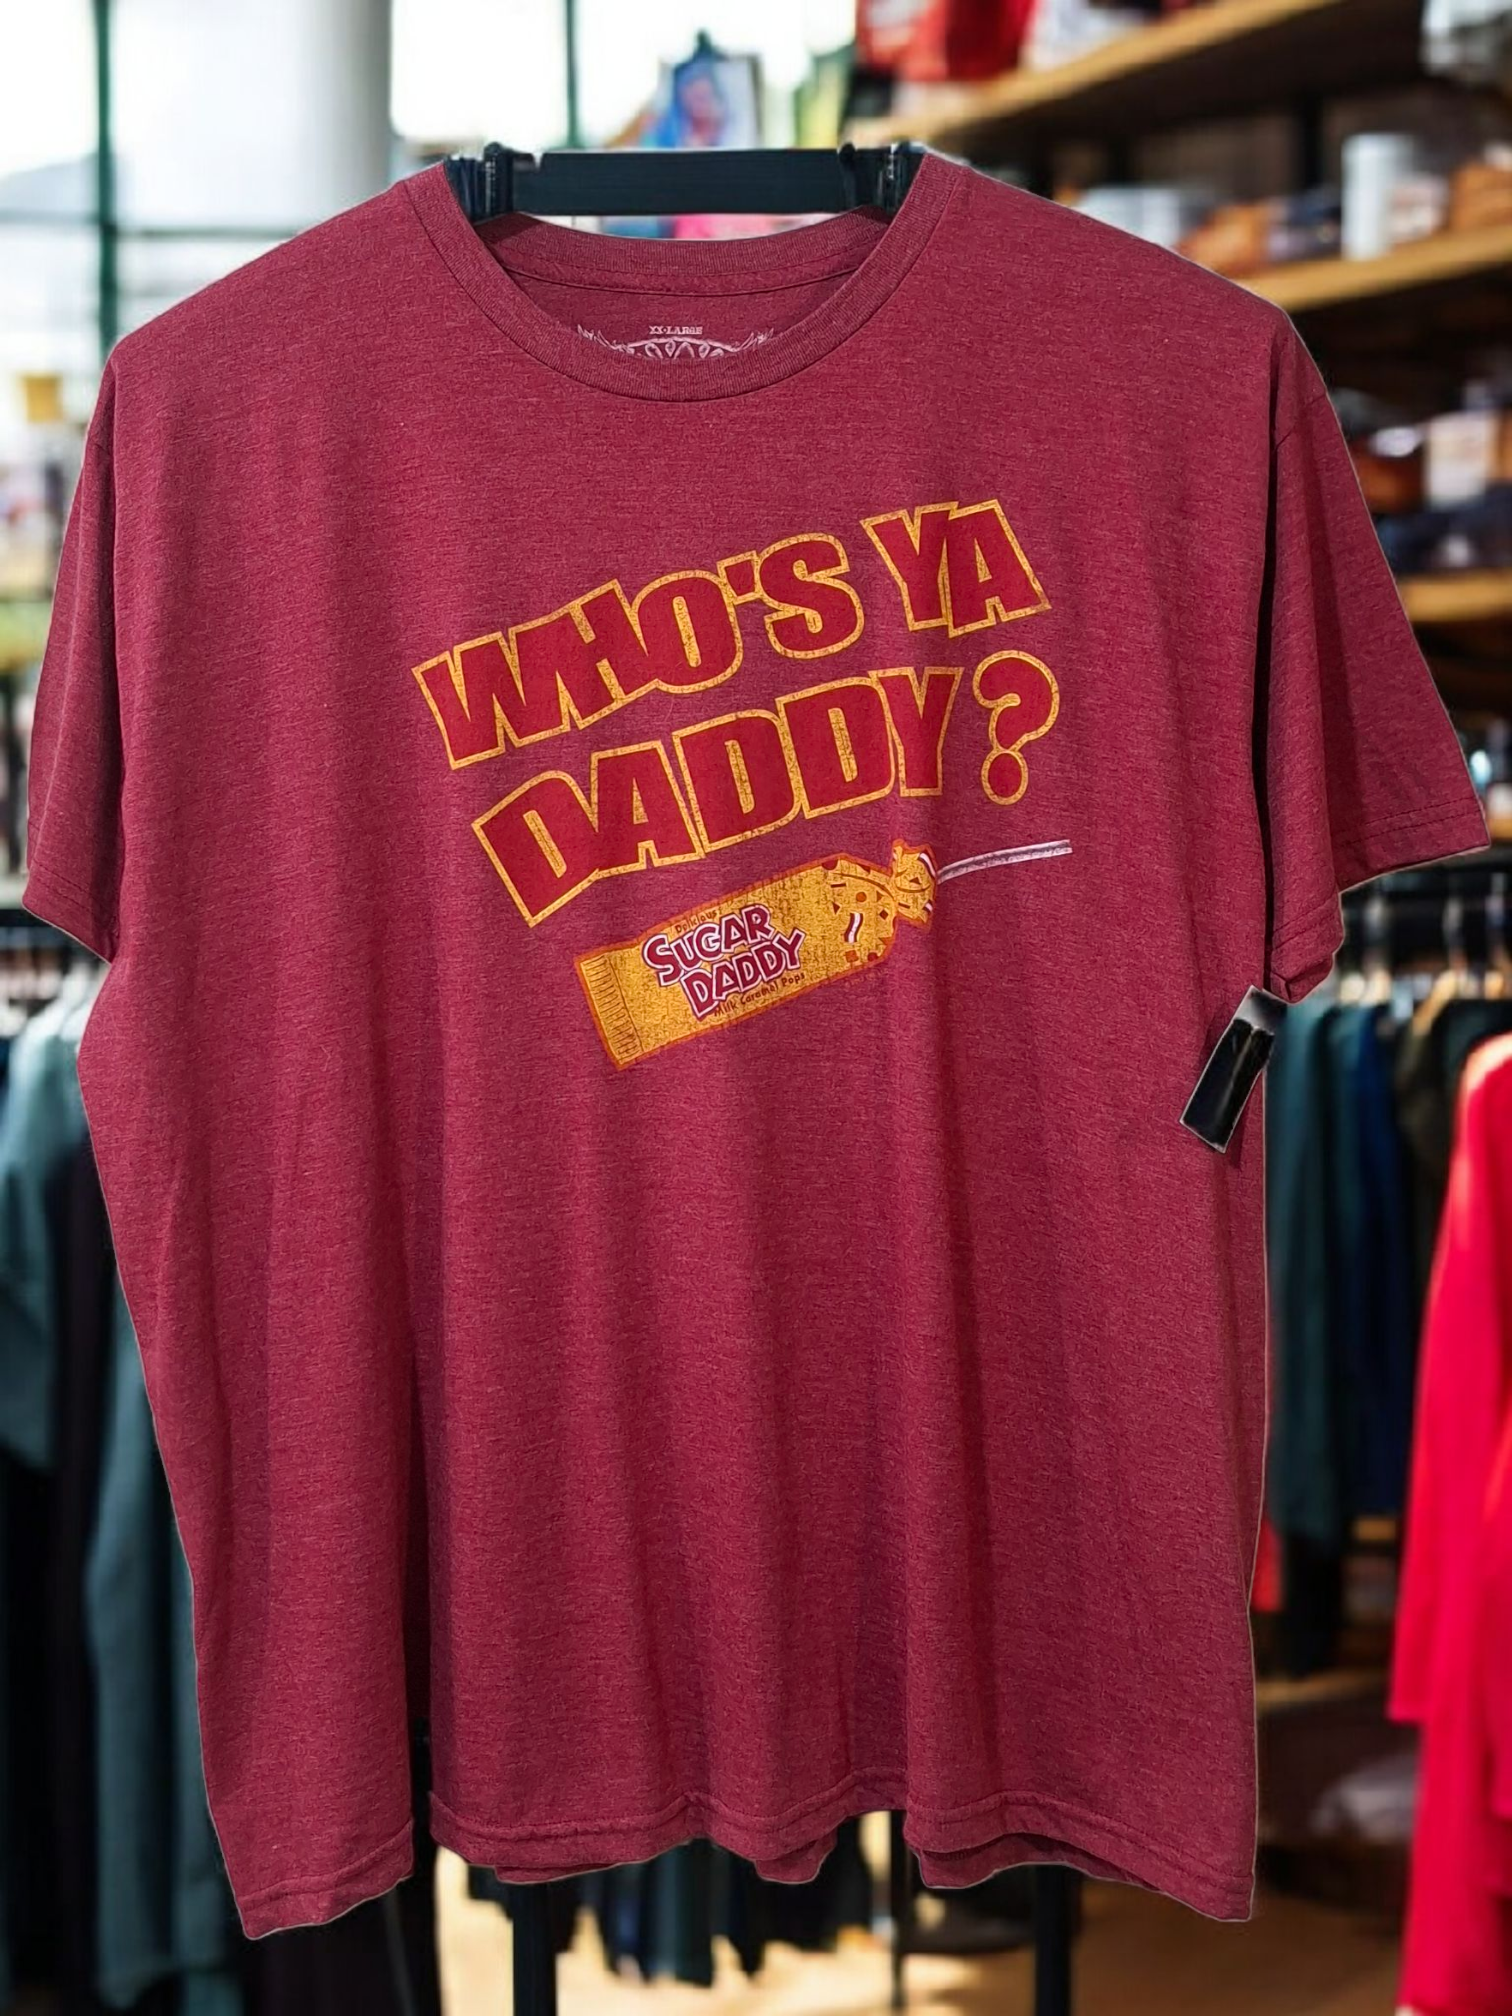 XX-LARGE
WHO'S YA
DADDY?
Delicious
SUGAR
DADDY
Milk Caramel Pops